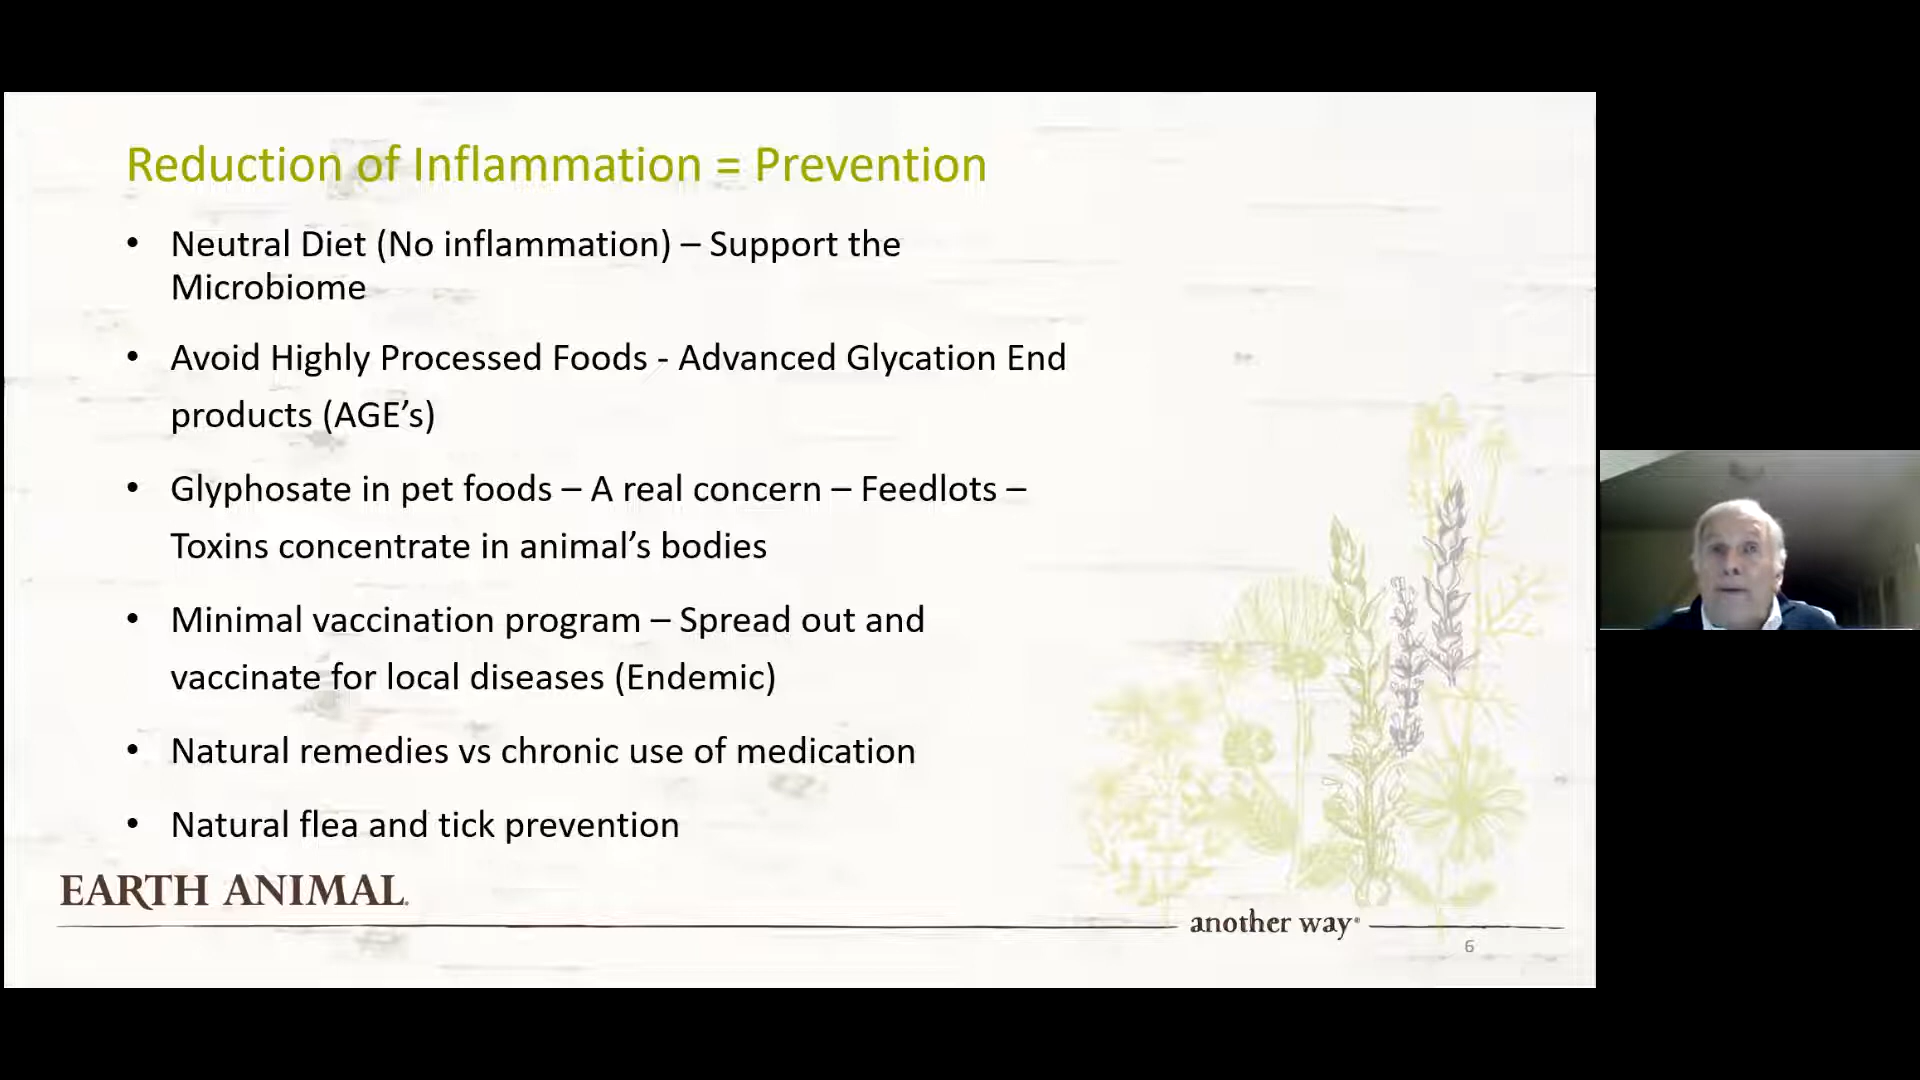 Reduction of Inflammation = Prevention
• Neutral Diet (No inflammation) – Support the
Microbiome
• Avoid Highly Processed Foods - Advanced Glycation End
products (AGE’s)
• Glyphosate in pet foods – A real concern – Feedlots –
Toxins concentrate in animal’s bodies
• Minimal vaccination program – Spread out and
vaccinate for local diseases (Endemic)
• Natural remedies vs chronic use of medication
• Natural flea and tick prevention
EARTH ANIMAL®
another way®
6